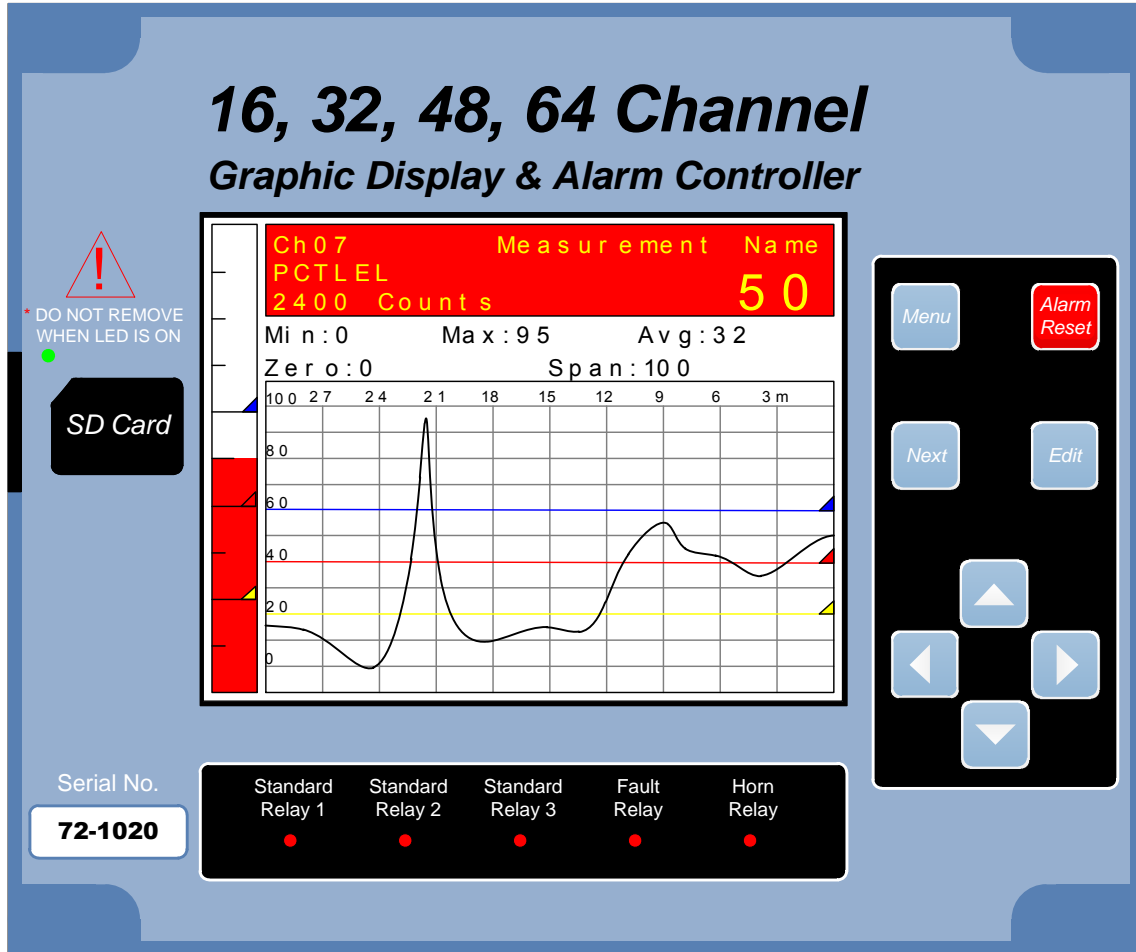 16, 32, 48, 64 Channel
Graphic Display & Alarm Controller
!
* DO NOT REMOVE
WHEN LED IS ON
SD Card
Ch07 Measurement Name
PCTLEL
2400 Counts
50
Min:0 Max:95 Avg:32
Zero:0 Span:100
100 27 24 21 18 15 12 9 6 3m
80
60
40
20
0
Menu
Alarm
Reset
Next
Edit
Serial No.
72-1020
Standard
Relay 1
Standard
Relay 2
Standard
Relay 3
Fault
Relay
Horn
Relay